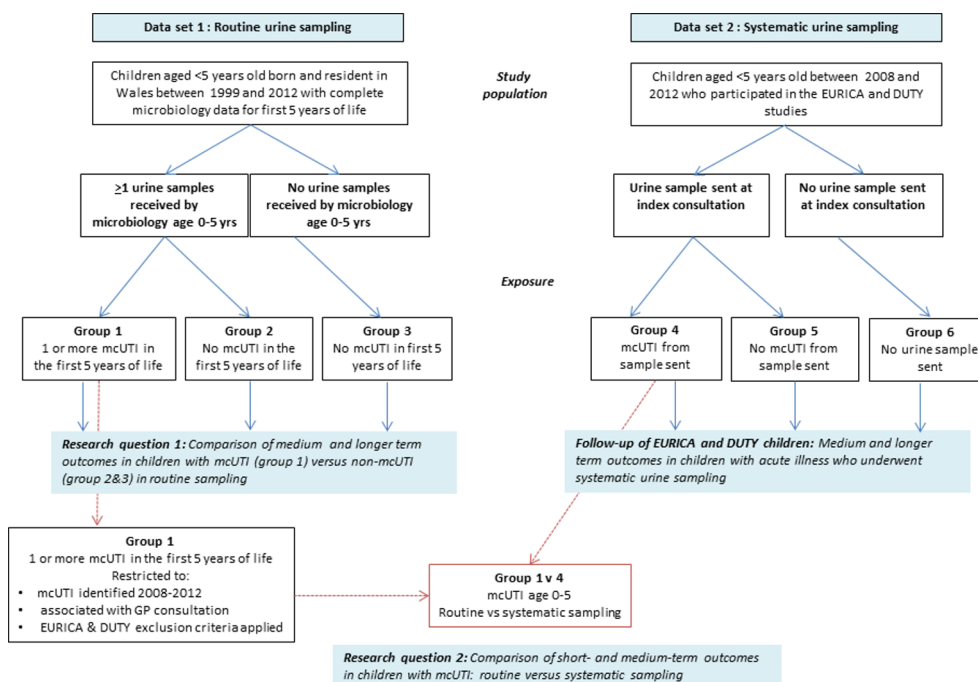 Data set 1 : Routine urine sampling
Data set 2 : Systematic urine sampling
Children aged <5 years old born and resident in
Wales between 1999 and 2012 with complete
microbiology data for first 5 years of life
Study
population
Children aged <5 years old between 2008 and
2012 who participated in the EURICA and DUTY
studies
≥1 urine samples
received by
microbiology age 0-5 yrs
No urine samples
received by microbiology
age 0-5 yrs
Urine sample sent at
index consultation
No urine sample sent
at index consultation
Exposure
Group 1
1 or more mcUTI in
the first 5 years of life
Group 2
No mcUTI in
the first 5 years of life
Group 3
No mcUTI in first 5
years of life
Group 4
mcUTI from
sample sent
Group 5
No mcUTI from
sample sent
Group 6
No urine sample
sent
Research question 1: Comparison of medium and longer term
outcomes in children with mcUTI (group 1) versus non-mcUTI
(group 2&3) in routine sampling
Follow-up of EURICA and DUTY children: Medium and longer
term outcomes in children with acute illness who underwent
systematic urine sampling
Group 1
1 or more mcUTI in the first 5 years of life
Restricted to:
• mcUTI identified 2008-2012
• associated with GP consultation
• EURICA & DUTY exclusion criteria applied
Group 1 v 4
mcUTI age 0-5
Routine vs systematic sampling
Research question 2: Comparison of short- and medium-term outcomes
in children with mcUTI: routine versus systematic sampling